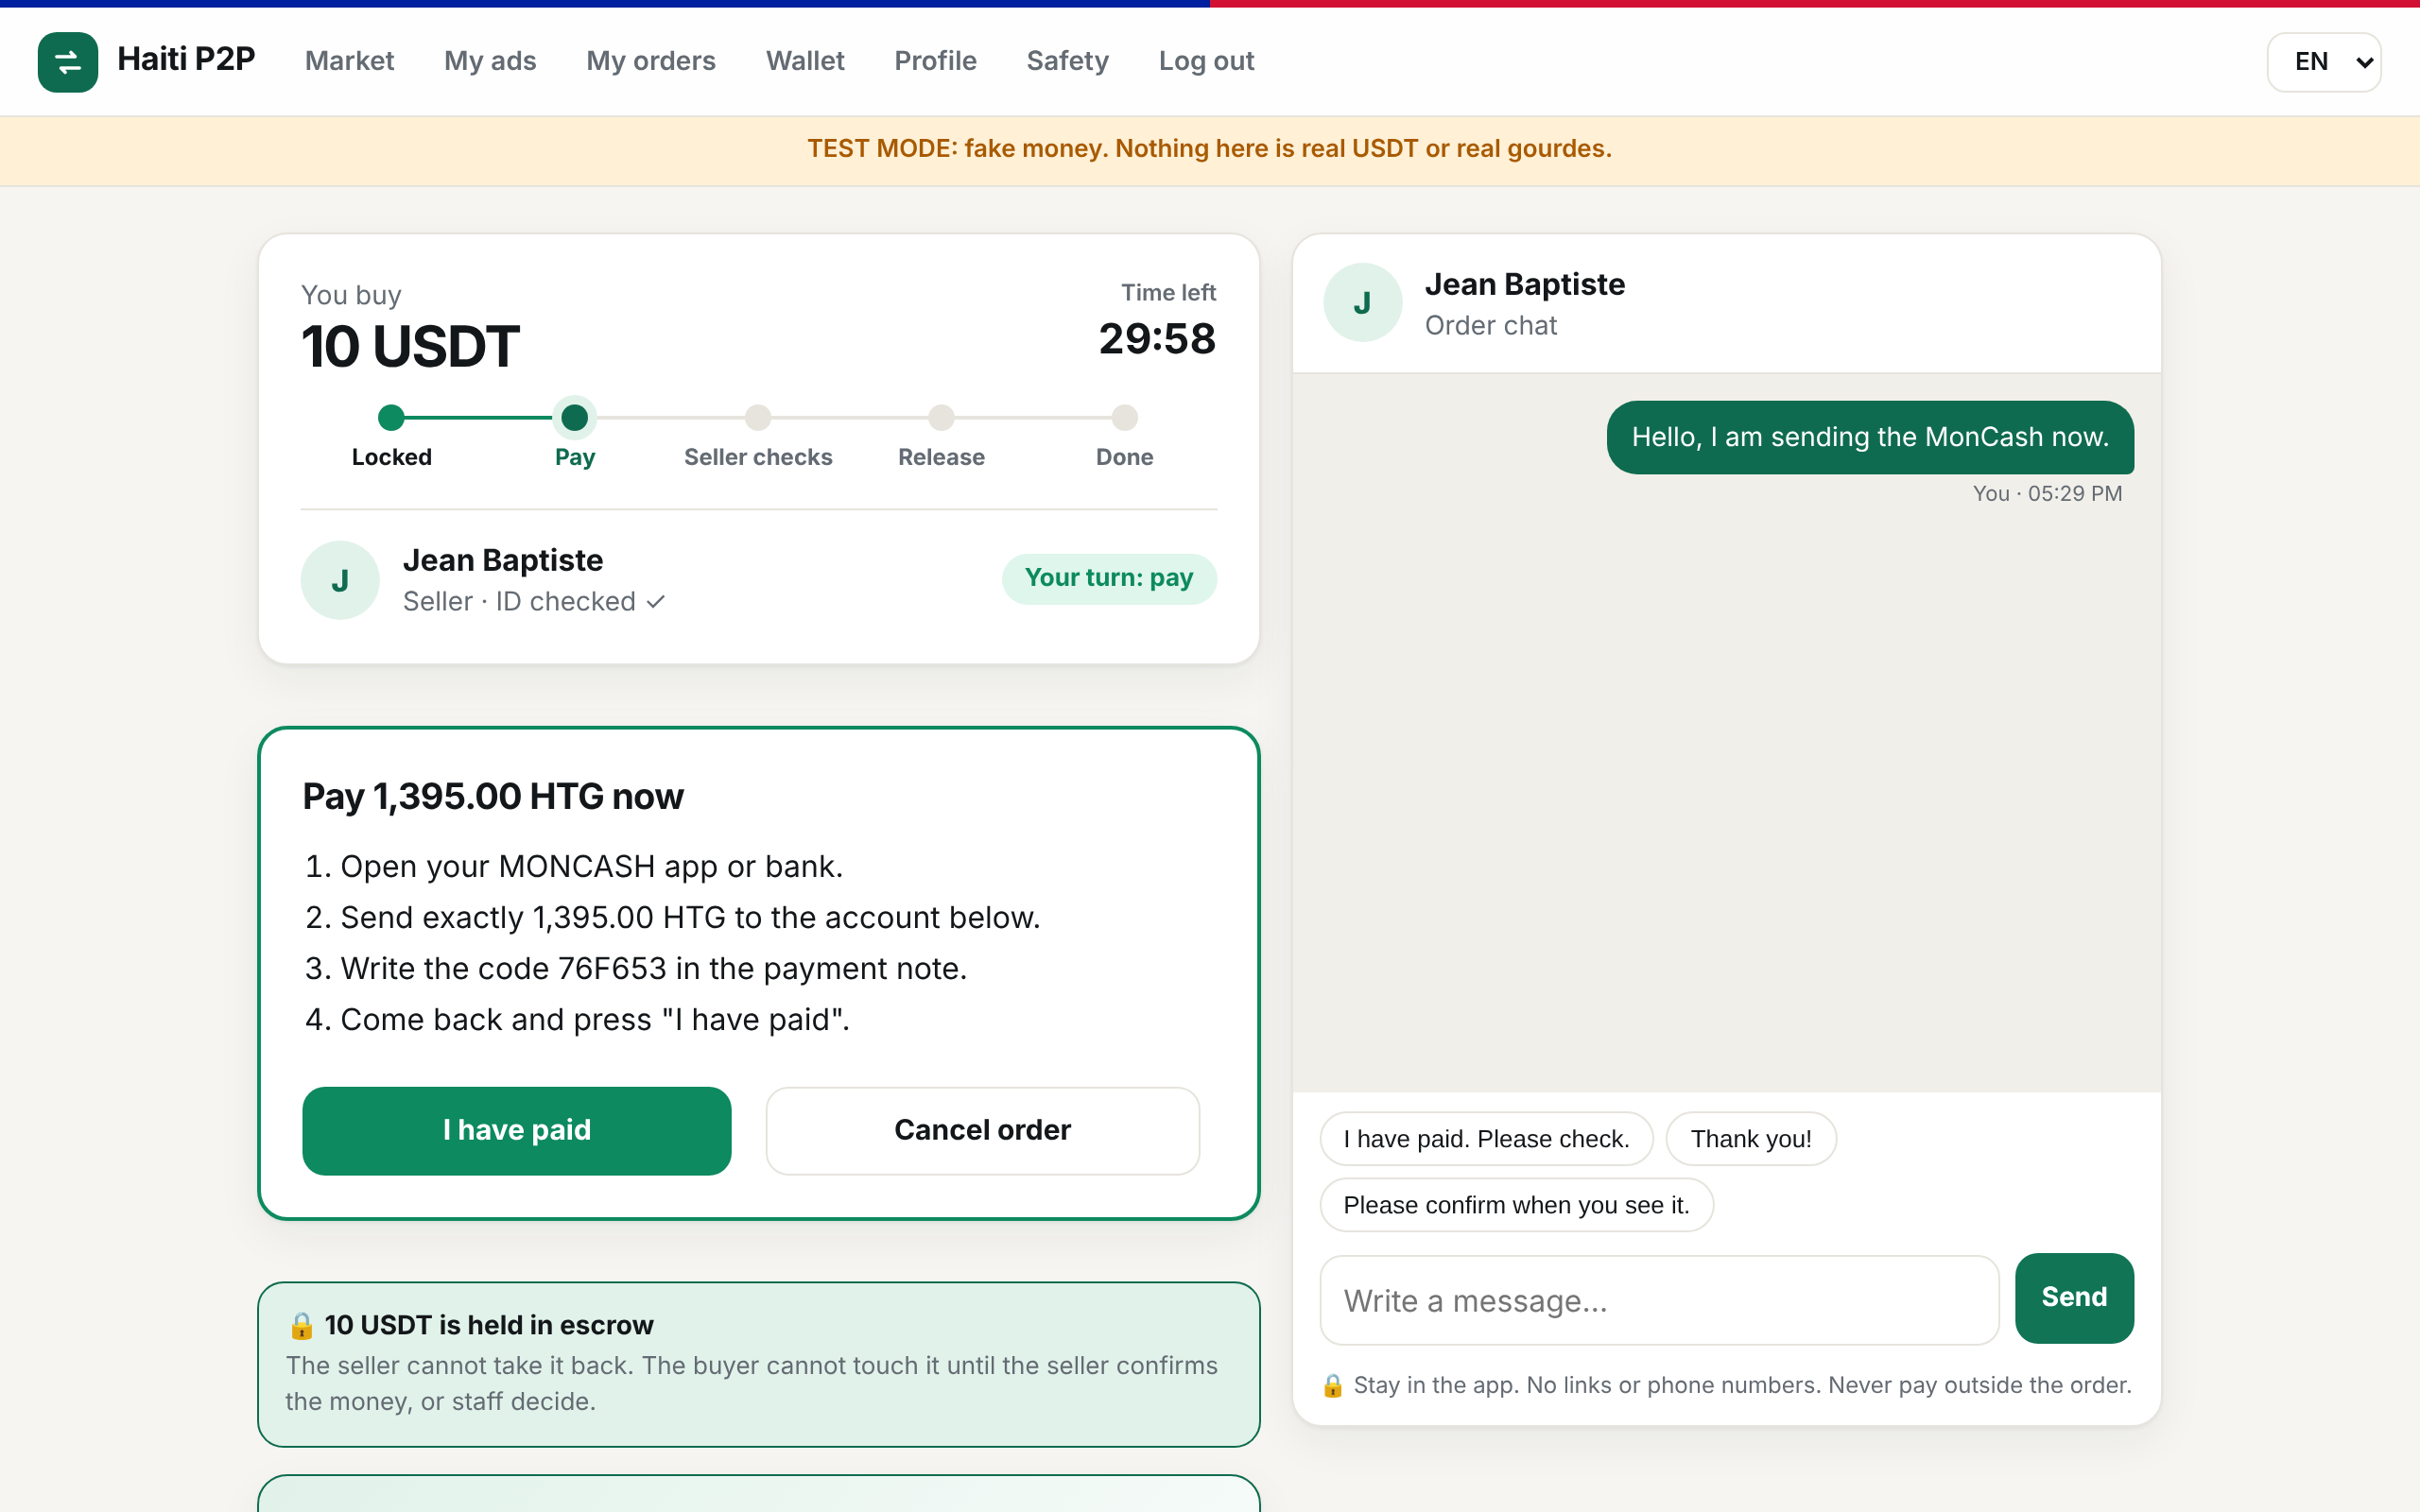 Haiti P2P
Market
My ads
My orders
Wallet
Profile
Safety
Log out
EN
TEST MODE: fake money. Nothing here is real USDT or real gourdes.
You buy
10 USDT
Time left
29:58
Locked
Pay
Seller checks
Release
Done
J
Jean Baptiste
Seller · ID checked ✓
Your turn: pay
Pay 1,395.00 HTG now
1. Open your MONCASH app or bank.
2. Send exactly 1,395.00 HTG to the account below.
3. Write the code 76F653 in the payment note.
4. Come back and press "I have paid".
I have paid
Cancel order
🔒 10 USDT is held in escrow
The seller cannot take it back. The buyer cannot touch it until the seller confirms
the money, or staff decide.
J
Jean Baptiste
Order chat
Hello, I am sending the MonCash now.
You · 05:29 PM
I have paid. Please check.
Thank you!
Please confirm when you see it.
Write a message...
Send
🔒 Stay in the app. No links or phone numbers. Never pay outside the order.